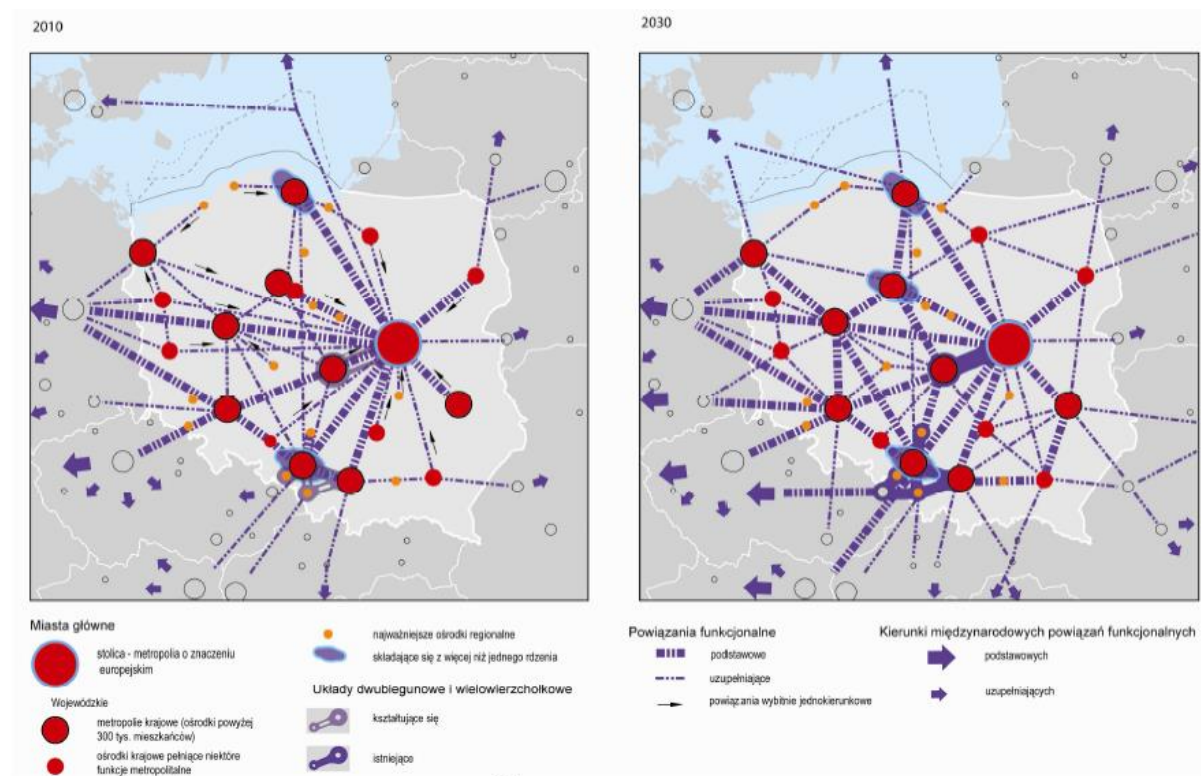 2010
2030
Miasta główne
stolica - metropolia o znaczeniu
europejskim
Wojewódzkie
metropolie krajowe (ośrodki powyżej
300 tys. mieszkańców)
ośrodki krajowe pełniące niektóre
funkcje metropolitalne
najważniejsze ośrodki regionalne
składające się z więcej niż jednego rdzenia
Układy dwubiegunowe i wielowierzchołkowe
kształtujące się
istniejące
Powiązania funkcjonalne
podstawowe
uzupełniające
powiązania wybitnie jednokierunkowe
Kierunki międzynarodowych powiązań funkcjonalnych
podstawowych
uzupełniających